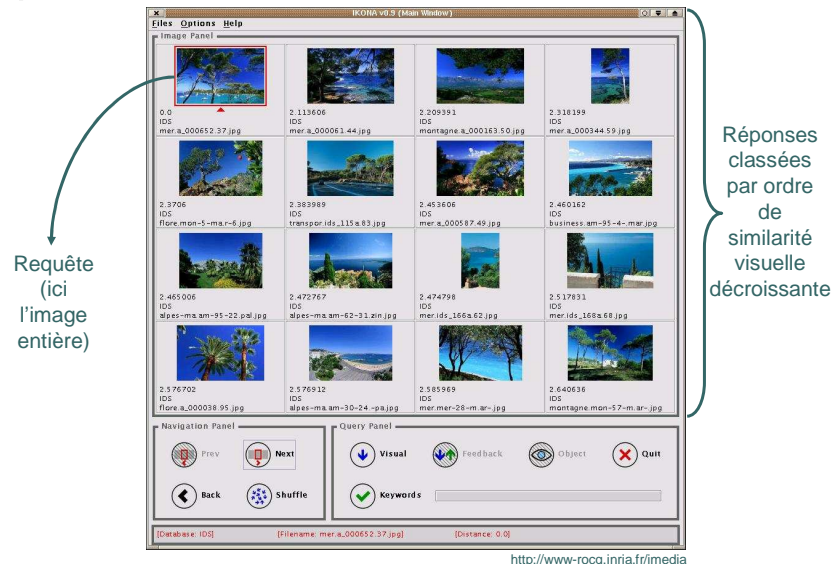 IKONA v0.9 (Main Window)
Files Options Help
Image Panel
0.0
IDS
mer.a_000652.37.jpg
2.113606
IDS
mer.a_000061.44.jpg
2.209391
IDS
montagne.a_000163.50.jpg
2.318199
IDS
mer.a_000344.59.jpg
2.3706
IDS
flore.mon-5-ma.r-6.jpg
2.383989
IDS
transpor.ids_115a.83.jpg
2.453606
IDS
mer.a_000587.49.jpg
2.460162
IDS
business.am-95-4-.mar.jpg
2.465006
IDS
alpes-ma.am-95-22.pal.jpg
2.472767
IDS
alpes-ma.am-62-31.zin.jpg
2.474798
IDS
mer.ids_166a.62.jpg
2.517831
IDS
mer.ids_168a.68.jpg
2.576702
IDS
flore.a_000038.95.jpg
2.576912
IDS
alpes-ma.am-30-24.-pa.jpg
2.585969
IDS
mer.mer-28-m.ar-.jpg
2.640636
IDS
montagne.mon-57-m.ar-.jpg
Requête
(ici
l'image
entière)
Réponses
classées
par ordre
de
similarité
visuelle
décroissante
Navigation Panel
Prev
Next
Back
Shuffle
Query Panel
Visual
Feedback
Object
Quit
Keywords
[Database: IDS] [Filename: mer.a_000652.37.jpg] [Distance: 0.0]
http://www-rocq.inria.fr/imedia